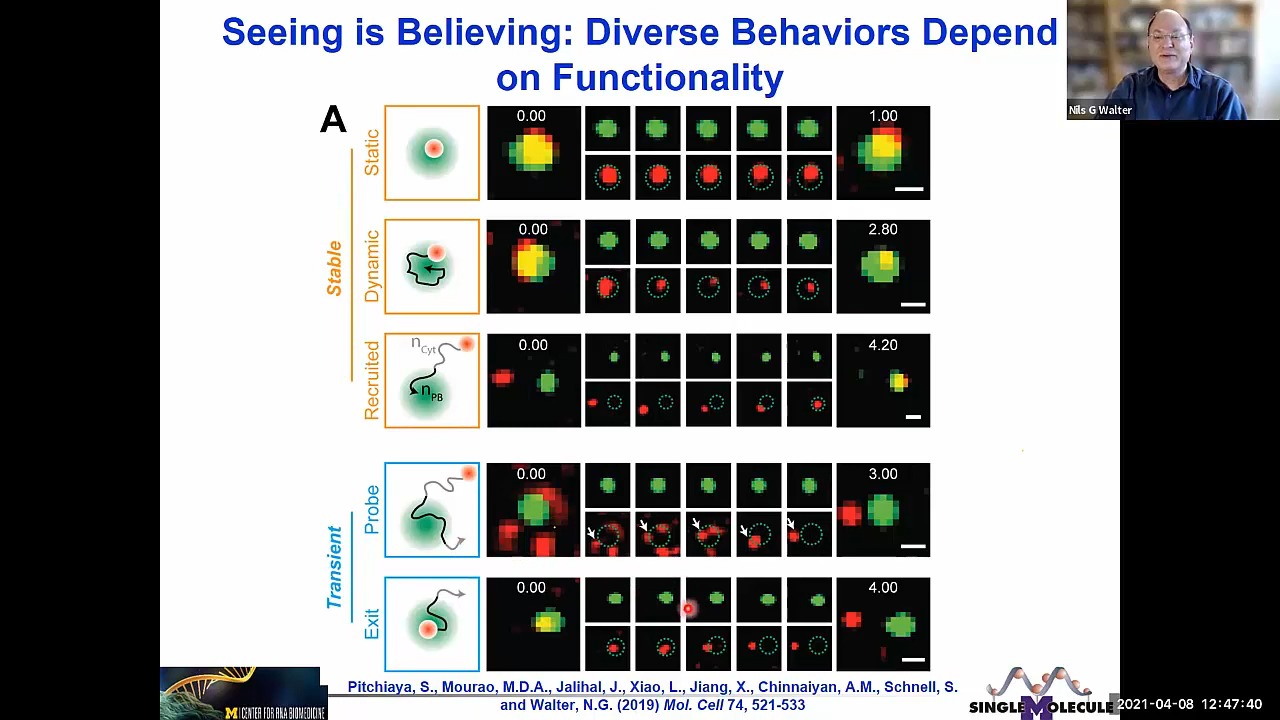 Seeing is Believing: Diverse Behaviors Depend
on Functionality
Nils G Walter
A
Stable
Static
0.00
1.00
Dynamic
0.00
2.80
Recruited
nCyt
nPB
0.00
4.20
Transient
Probe
0.00
3.00
Exit
0.00
4.00
Pitchiaya, S., Mourao, M.D.A., Jalihal, J., Xiao, L., Jiang, X., Chinnaiyan, A.M., Schnell, S.
and Walter, N.G. (2019) Mol. Cell 74, 521-533
M CENTER FOR RNA BIOMEDICINE
SINGLE MOLECULE
2021-04-08 12:47:40